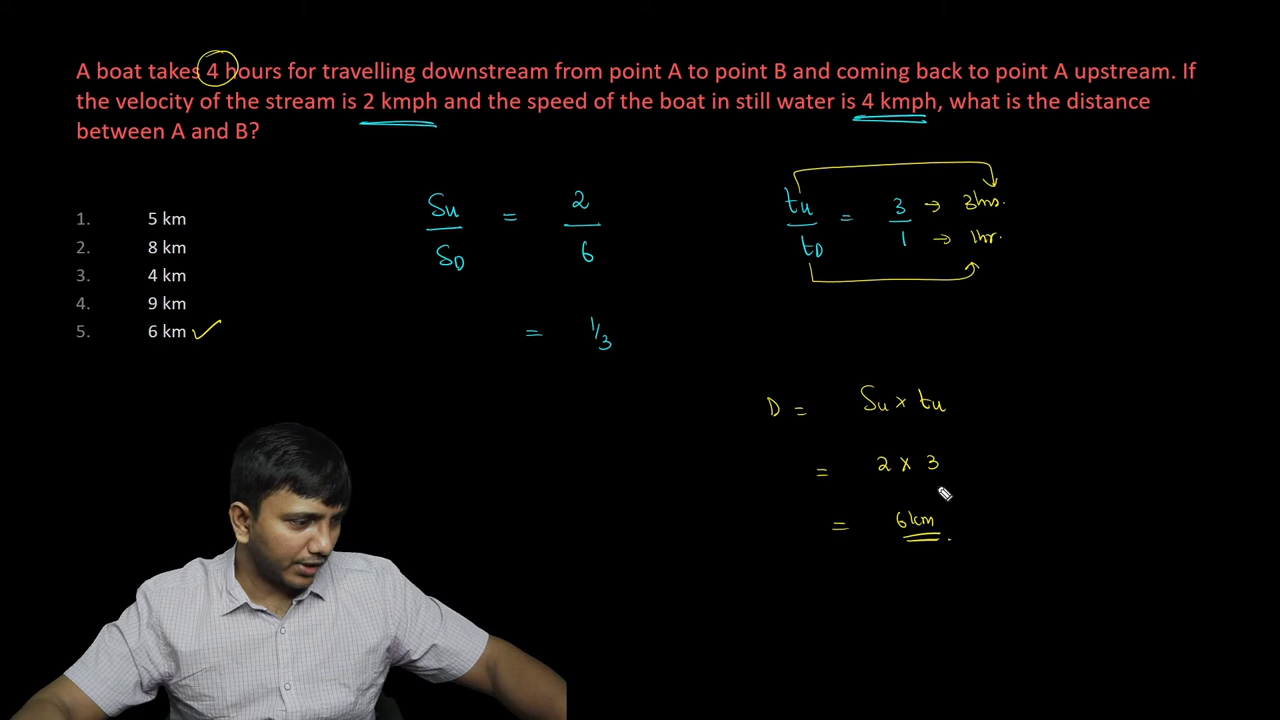 A boat takes 4 hours for travelling downstream from point A to point B and coming back to point A upstream. If
the velocity of the stream is 2 kmph and the speed of the boat in still water is 4 kmph, what is the distance
between A and B?
1. 5 km
2. 8 km
3. 4 km
4. 9 km
5. 6 km ✓
Su/SD = 2/6
= 1/3
tu/tD = 3/1 → 3hrs.
→ 1hr.
D = Su × tu
= 2 × 3
= 6km.